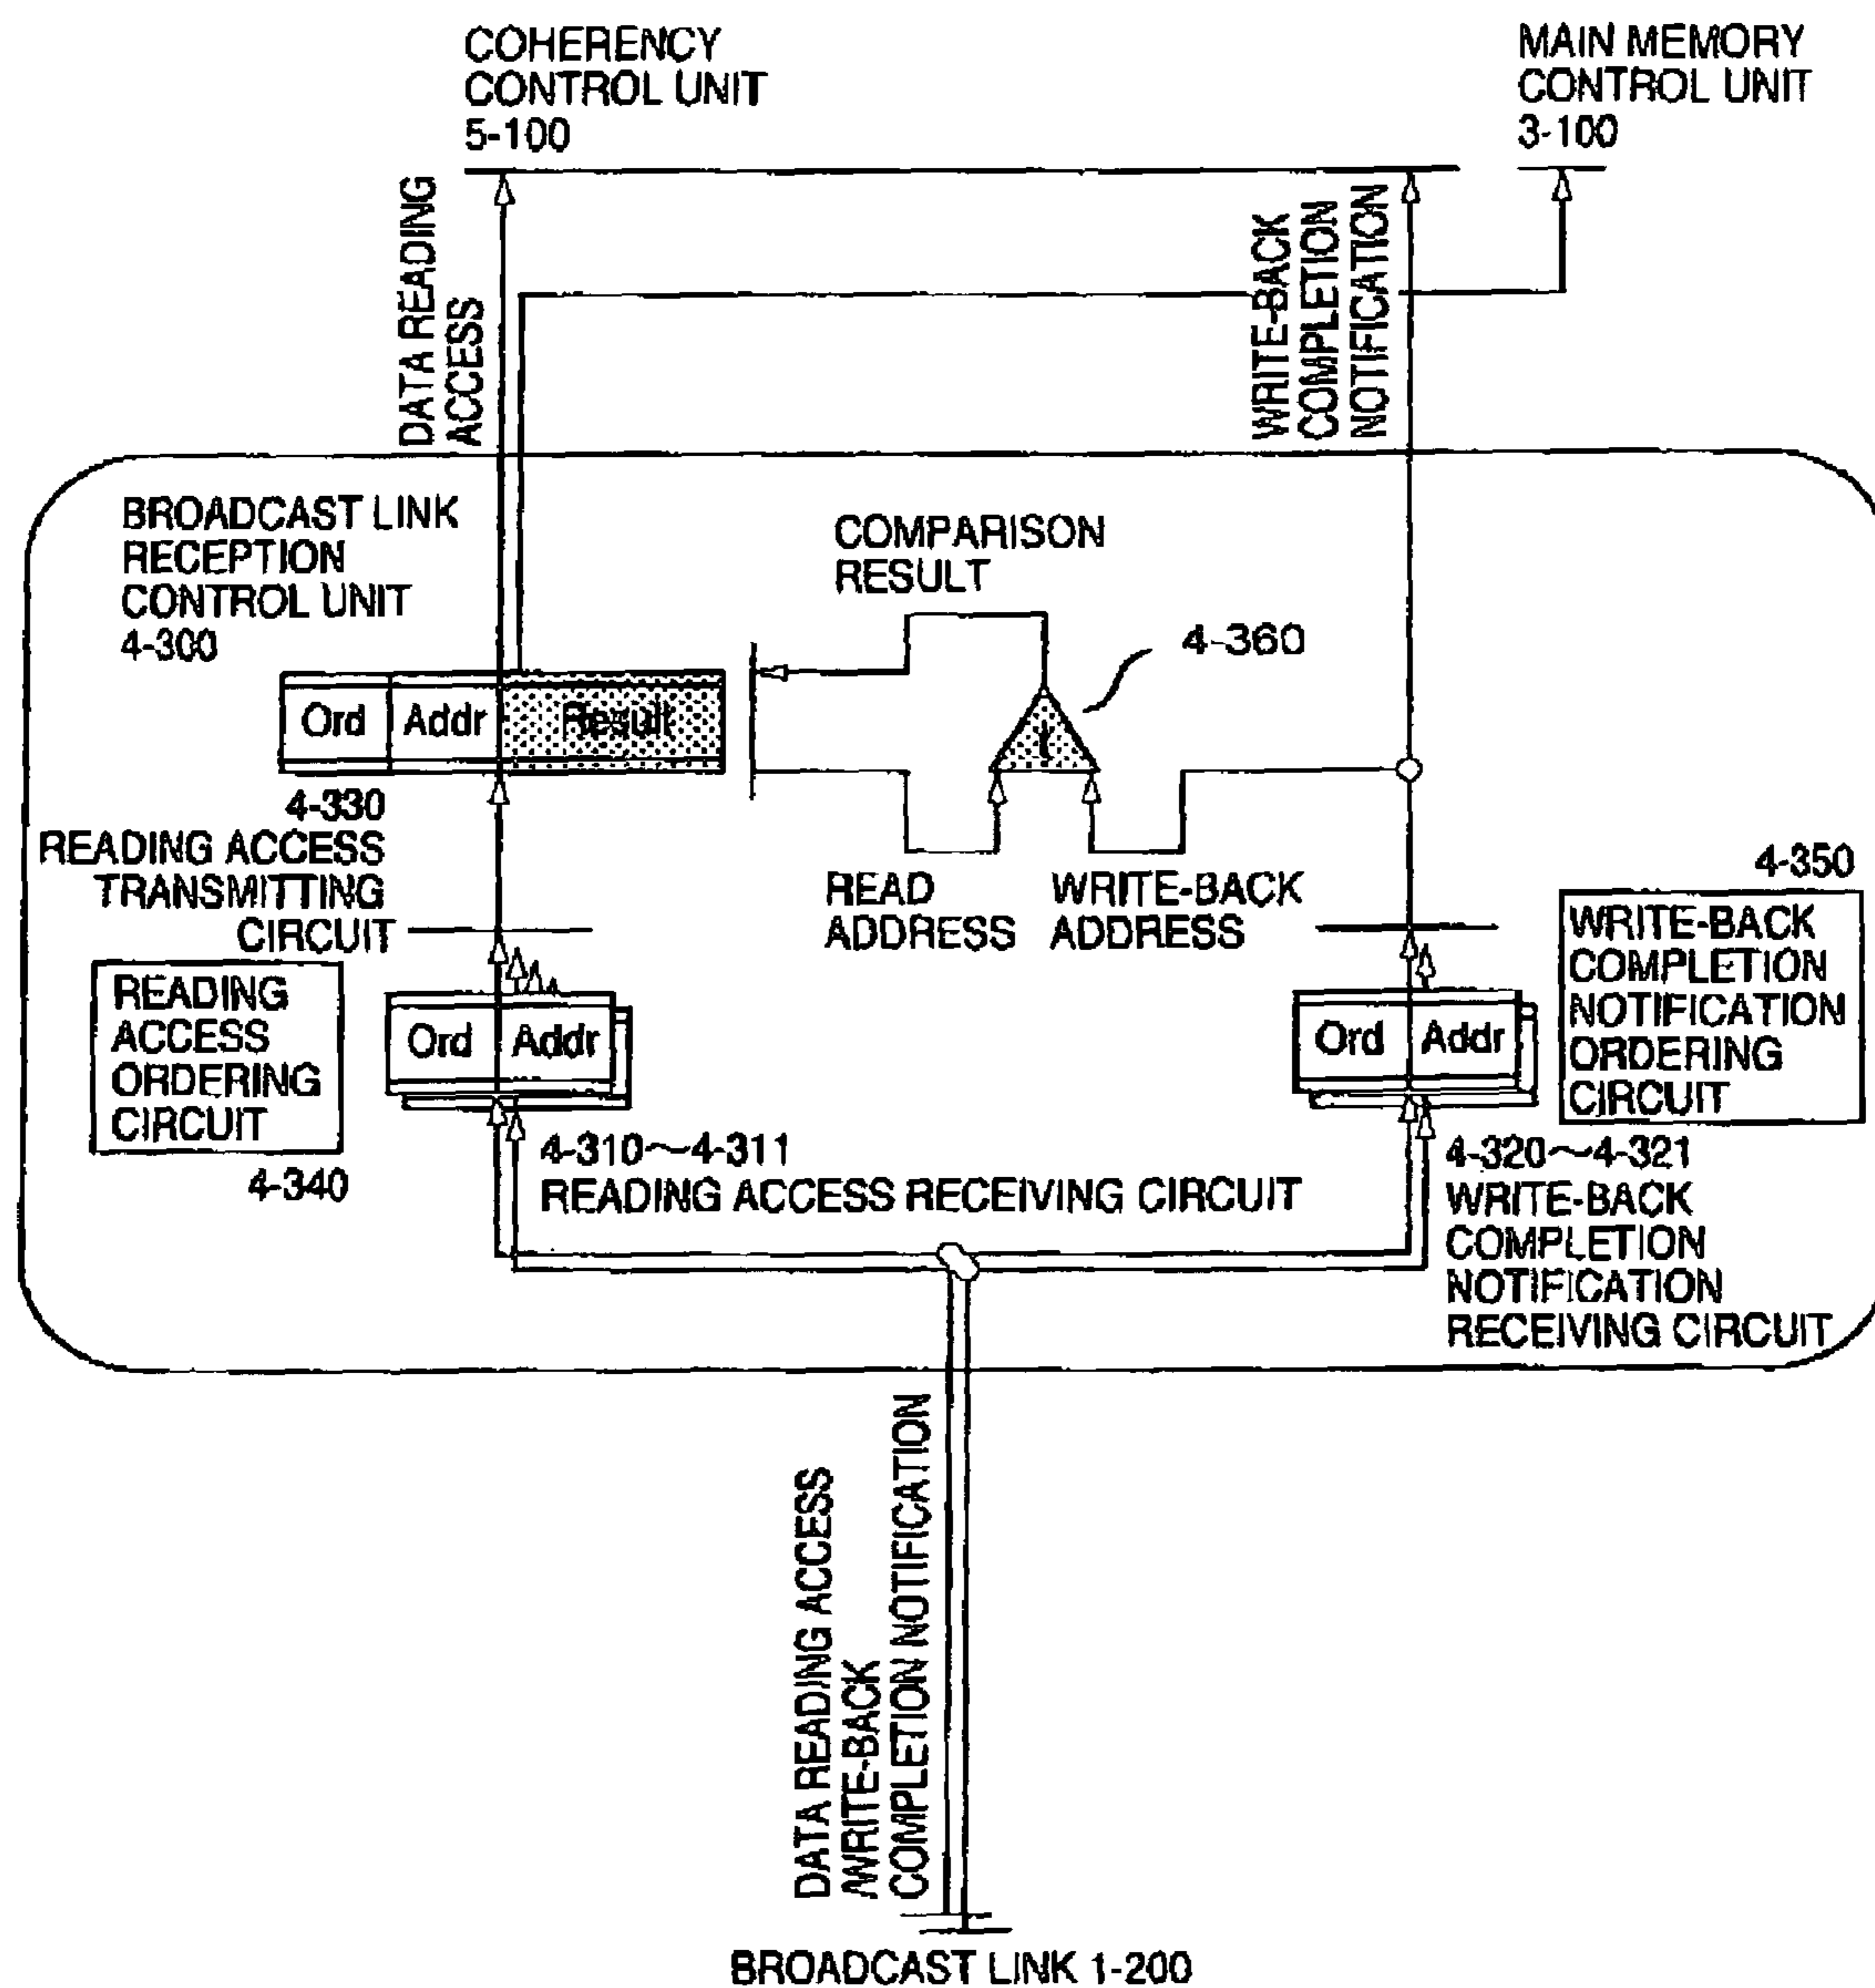 COHERENCY
CONTROL UNIT
5-100
MAIN MEMORY
CONTROL UNIT
3-100
DATA READING
ACCESS
WRITE-BACK
COMPLETION
NOTIFICATION
BROADCAST LINK
RECEPTION
CONTROL UNIT
4-300
COMPARISON
RESULT
4-360
Ord Addr Result
4-330
READING ACCESS
TRANSMITTING
CIRCUIT
READ
ADDRESS
WRITE-BACK
ADDRESS
4-350
WRITE-BACK
COMPLETION
NOTIFICATION
ORDERING
CIRCUIT
READING
ACCESS
ORDERING
CIRCUIT
4-340
Ord Addr
Ord Addr
4-310～4-311
READING ACCESS RECEIVING CIRCUIT
4-320～4-321
WRITE-BACK
COMPLETION
NOTIFICATION
RECEIVING CIRCUIT
DATA READING ACCESS
/WRITE-BACK
COMPLETION NOTIFICATION
BROADCAST LINK 1-200